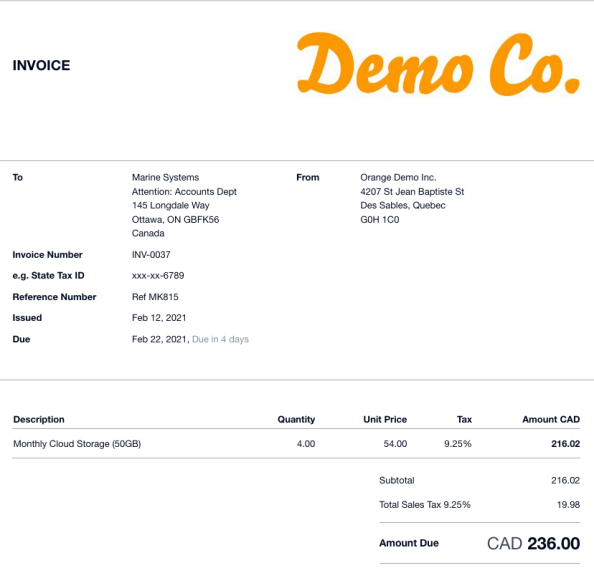 INVOICE
Demo Co.
To
Marine Systems
Attention: Accounts Dept
145 Longdale Way
Ottawa, ON GBFK56
Canada
From
Orange Demo Inc.
4207 St Jean Baptiste St
Des Sables, Quebec
G0H 1C0
Invoice Number INV-0037
e.g. State Tax ID xxx-xx-6789
Reference Number Ref MK815
Issued Feb 12, 2021
Due Feb 22, 2021, Due in 4 days
Description Quantity Unit Price Tax Amount CAD
Monthly Cloud Storage (50GB) 4.00 54.00 9.25% 216.02
Subtotal 216.02
Total Sales Tax 9.25% 19.98
Amount Due CAD 236.00